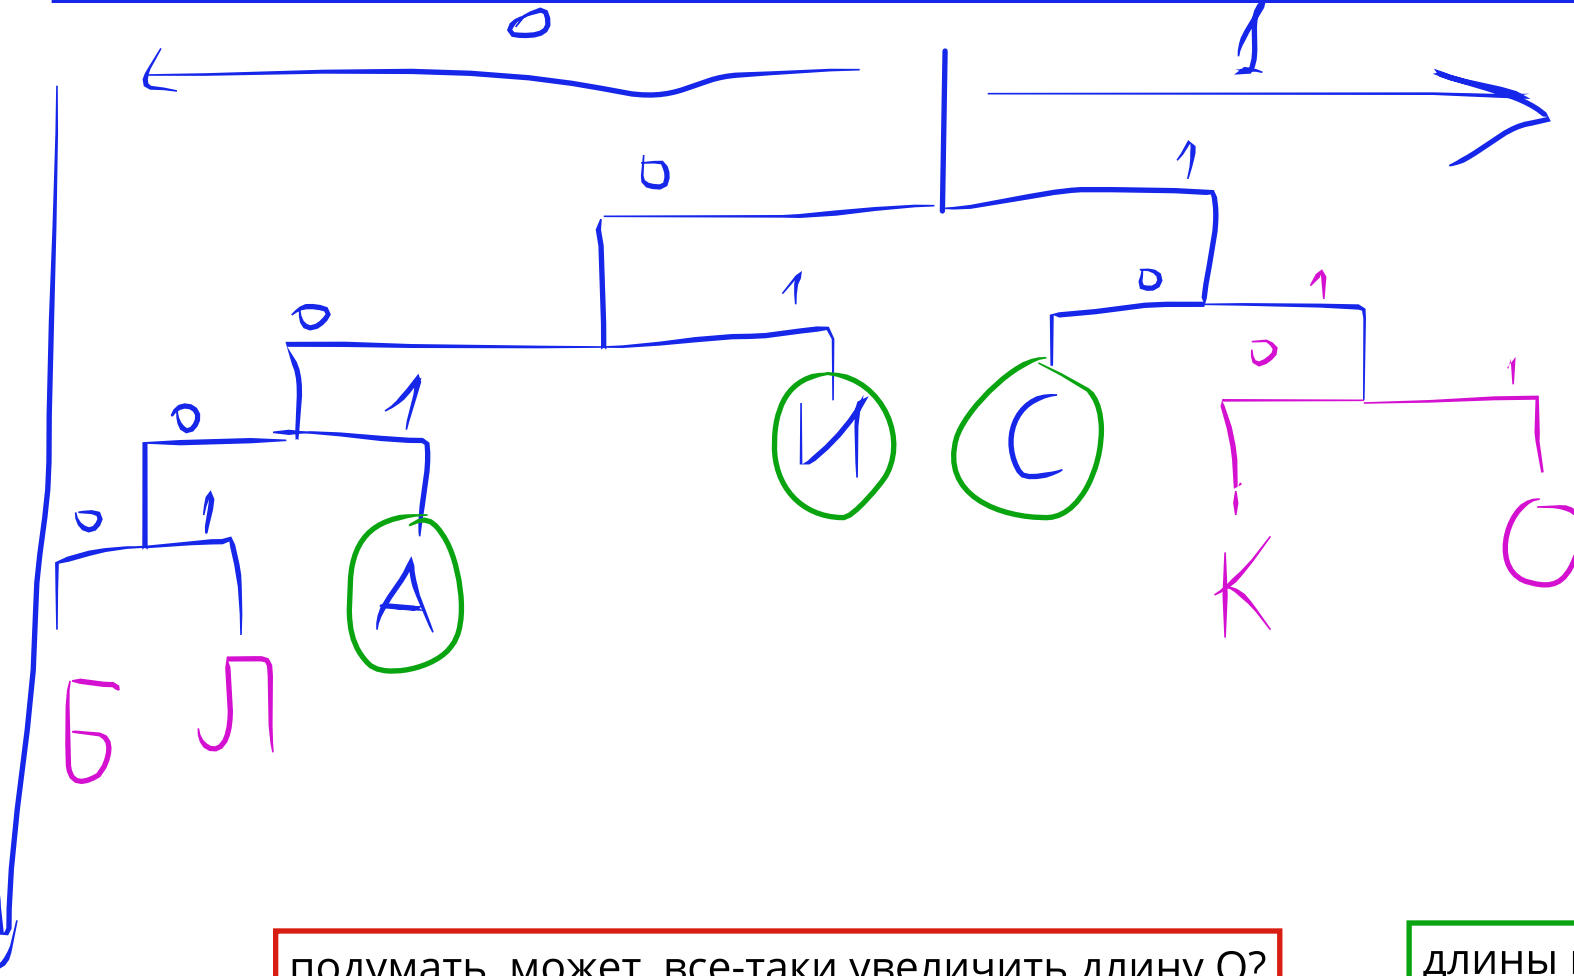 0 1
0 1
0 1
0 1
0 1
0 1
0 1
И С
А
К О
Б Л
подумать, может, все-таки увеличить длину О?
длины